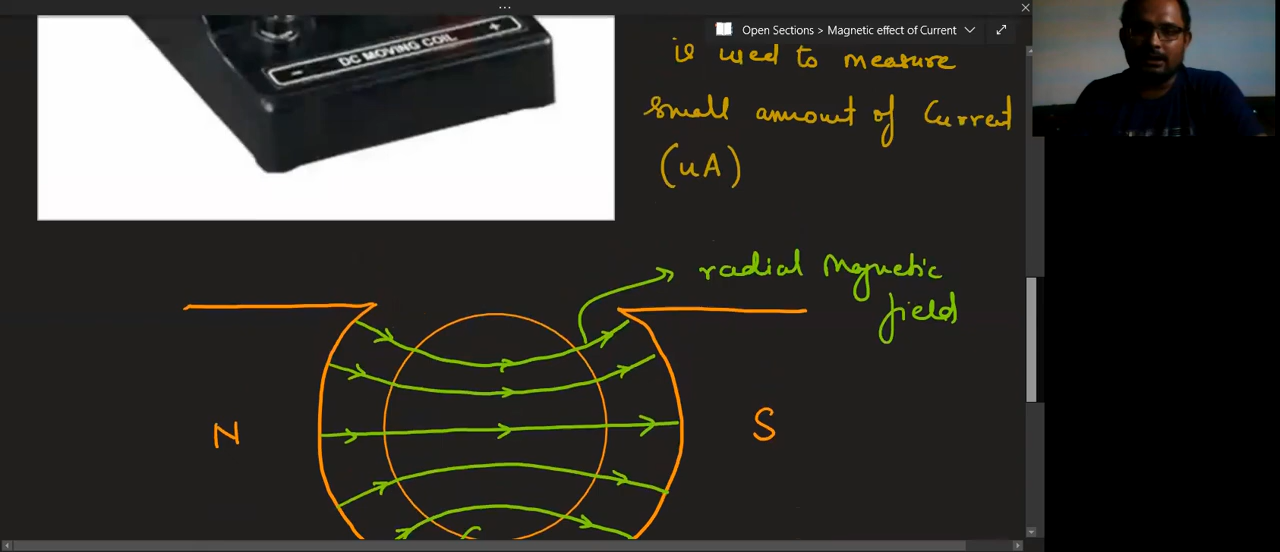 Open Sections > Magnetic effect of Current
- DC MOVING COIL +
is used to measure
small amount of Current
(uA)
radial Magnetic
field
N
S